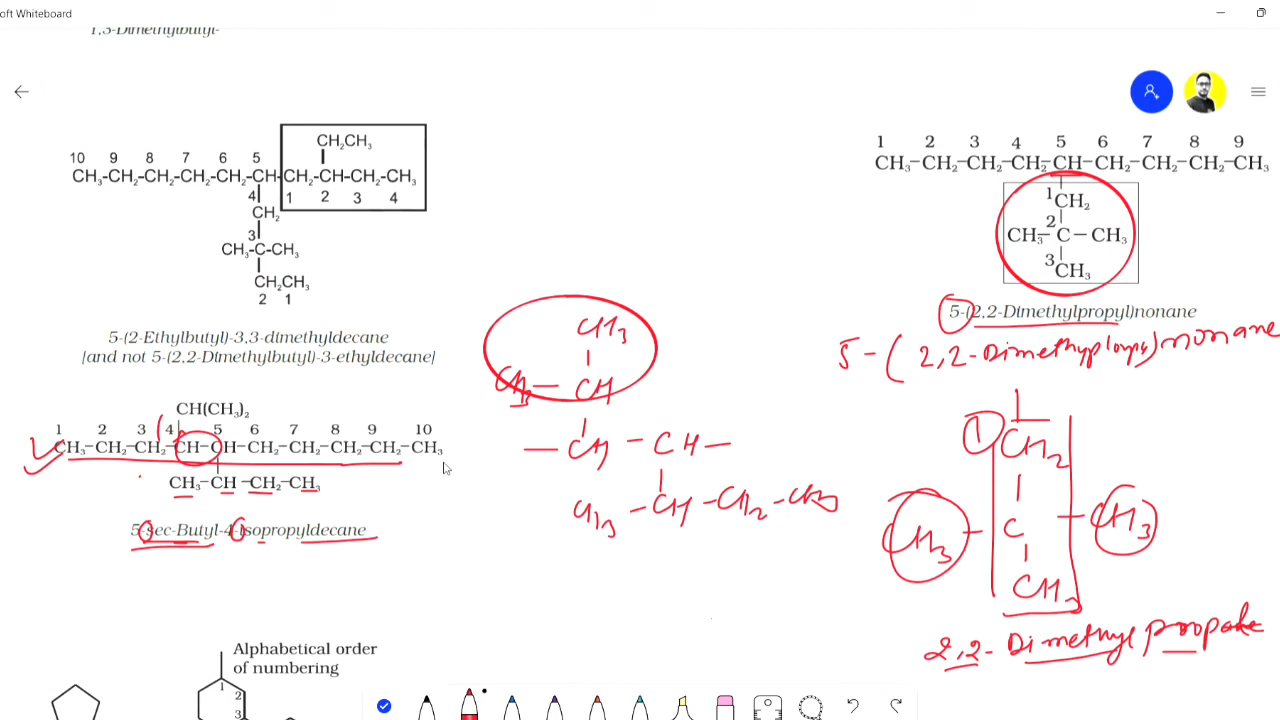 oft Whiteboard
1,3-Dimethylbutyl-
CH₂CH₃
10 9 8 7 6 5
CH₃-CH₂-CH₂-CH₂-CH₂-CH-CH₂-CH-CH₂-CH₃
4 1 2 3 4
CH₂
3
CH₃-C-CH₃
CH₂CH₃
2 1
5-(2-Ethylbutyl)-3,3-dimethyldecane
[and not 5-(2,2-Dimethylbutyl)-3-ethyldecane]
CH(CH₃)₂
1 2 3 4 5 6 7 8 9 10
CH₃-CH₂-CH₂-CH-CH-CH₂-CH₂-CH₂-CH₂-CH₃
CH₃-CH-CH₂-CH₃
5-sec-Butyl-4-isopropyldecane
Alphabetical order
of numbering
1
2
3
CH₃
CH₃-CH
-CH-CH-
CH₃-CH-CH₂-CH₃
1 2 3 4 5 6 7 8 9
CH₃-CH₂-CH₂-CH₂-CH-CH₂-CH₂-CH₂-CH₃
1CH₂
2
CH₃-C-CH₃
3CH₃
5-(2,2-Dimethylpropyl)nonane
5-(2,2-Dimethyl)nonane
1 CH₂
CH₃-C-CH₃
CH₃
2,2-Dimethyl